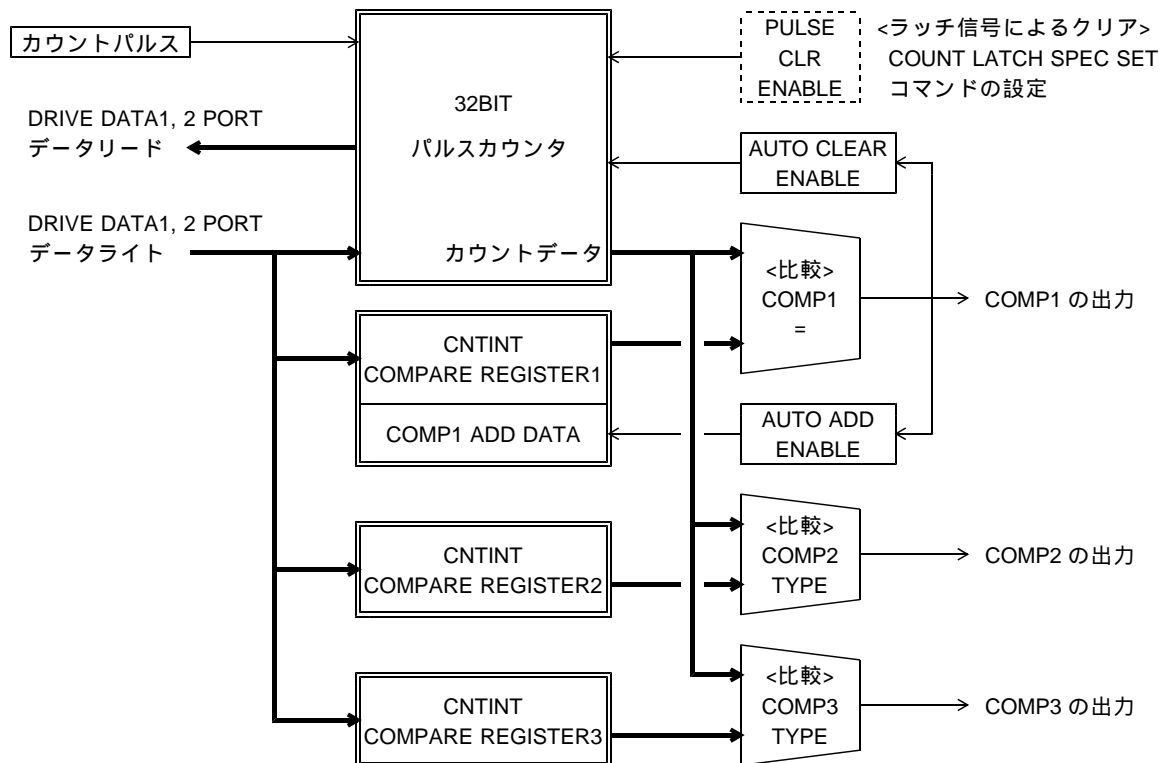 カウントパルス
PULSE
CLR
ENABLE
<ラッチ信号によるクリア>
COUNT LATCH SPEC SET
コマンドの設定
32BIT
パルスカウンタ
DRIVE DATA1, 2 PORT
データリード
AUTO CLEAR
ENABLE
DRIVE DATA1, 2 PORT
データライト
カウントデータ
<比較>
COMP1
=
COMP1 の出力
CNTINT
COMPARE REGISTER1
COMP1 ADD DATA
AUTO ADD
ENABLE
CNTINT
COMPARE REGISTER2
<比較>
COMP2
TYPE
COMP2 の出力
CNTINT
COMPARE REGISTER3
<比較>
COMP3
TYPE
COMP3 の出力